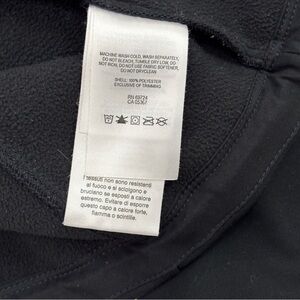 MACHINE WASH COLD, WASH SEPARATELY,
DO NOT BLEACH, TUMBLE DRY LOW, DO
NOT IRON, DO NOT USE FABRIC SOFTENER,
DO NOT DRYCLEAN
SHELL: 100% POLYESTER
EXCLUSIVE OF TRIMMING
RN 69724
CA 05367
I tessuti non sono resistenti
al fuoco e si sciolgono e
bruciano se esposti a calore
estremo. Evitare di esporre
questo capo a calore forte,
fiamma o scintille.